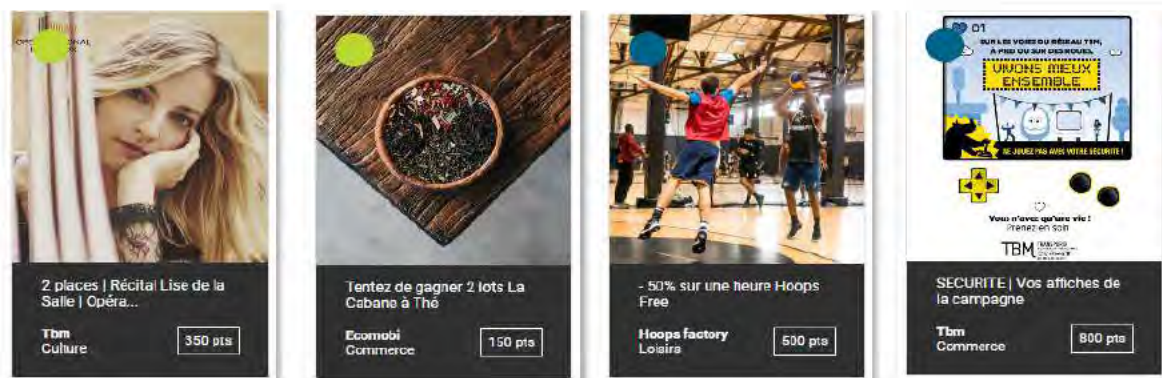 2 places | Récital Lise de la
Salle | Opéra...
Tbm
Culture
350 pts
Tentez de gagner 2 lots La
Cabane à Thé
Ecomobi
Commerce
150 pts
- 50% sur une heure Hoops
Free
Hoops factory
Loisirs
500 pts
01
SUR LES VOIES DU RÉSEAU TBM,
À PIED OU SUR DES ROUES,
VIVONS MIEUX
ENSEMBLE
NE JOUEZ PAS AVEC VOTRE SÉCURITÉ !
Vous n'avez qu'une vie !
Prenez en soin
TBM
SECURITE | Vos affiches de
la campagne
Tbm
Commerce
800 pts